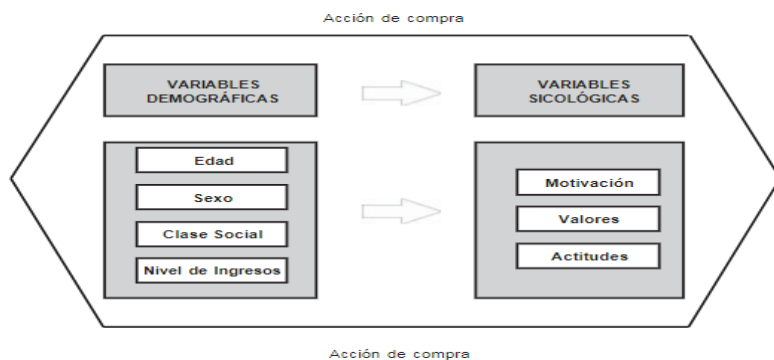 Acción de compra
VARIABLES
DEMOGRÁFICAS
VARIABLES
SICOLÓGICAS
Edad
Sexo
Clase Social
Nivel de Ingresos
Motivación
Valores
Actitudes
Acción de compra